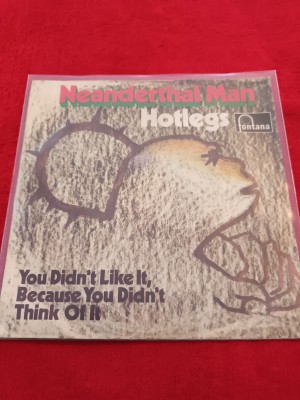 Neanderthal Man
Hotlegs
fontana
You Didn't Like It,
Because You Didn't
Think Of It